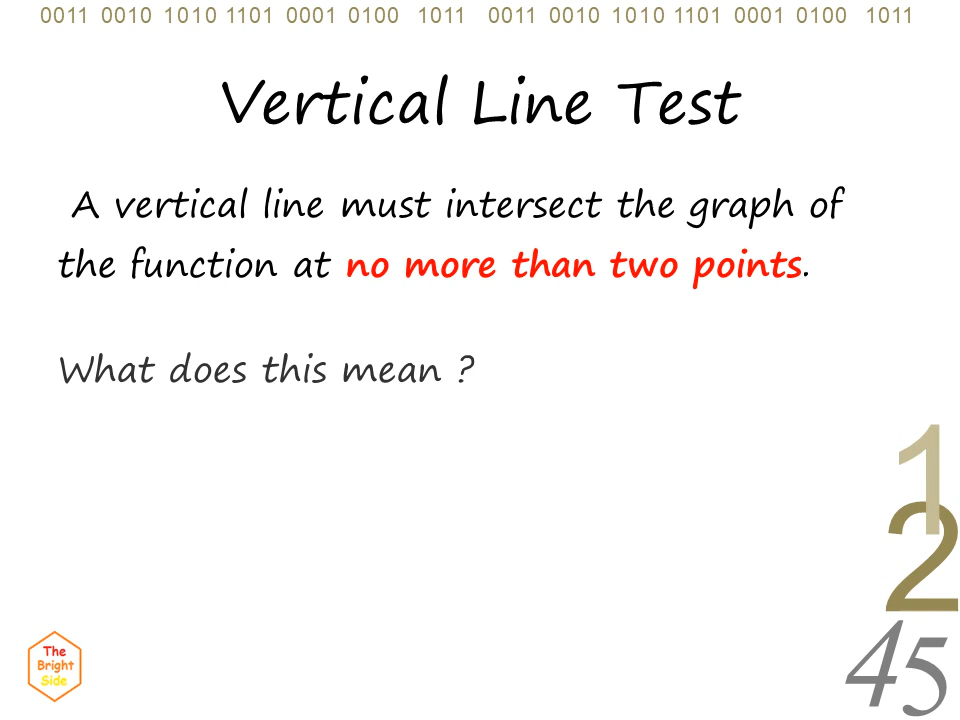 0011 0010 1010 1101 0001 0100 1011 0011 0010 1010 1101 0001 0100 1011
Vertical Line Test
A vertical line must intersect the graph of
the function at no more than two points.
What does this mean ?
1
2
45
The
Bright
Side